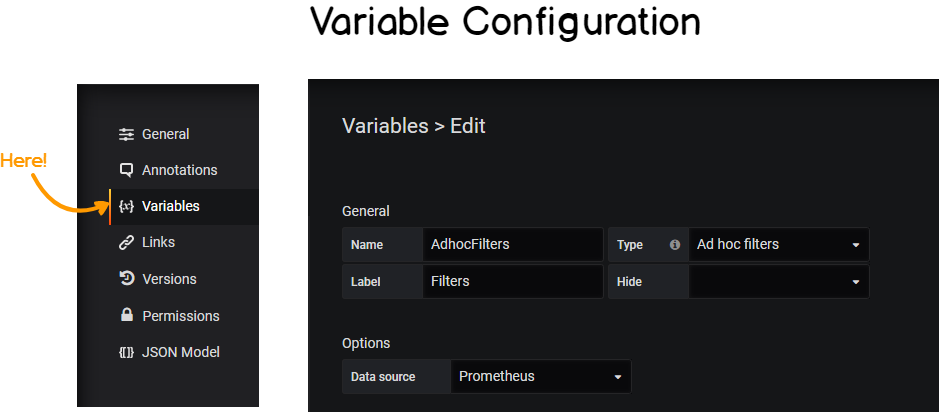 Variable Configuration
Here!
General
Annotations
{x} Variables
Links
Versions
Permissions
{[]} JSON Model
Variables > Edit
General
Name AdhocFilters Type Ad hoc filters
Label Filters Hide
Options
Data source Prometheus